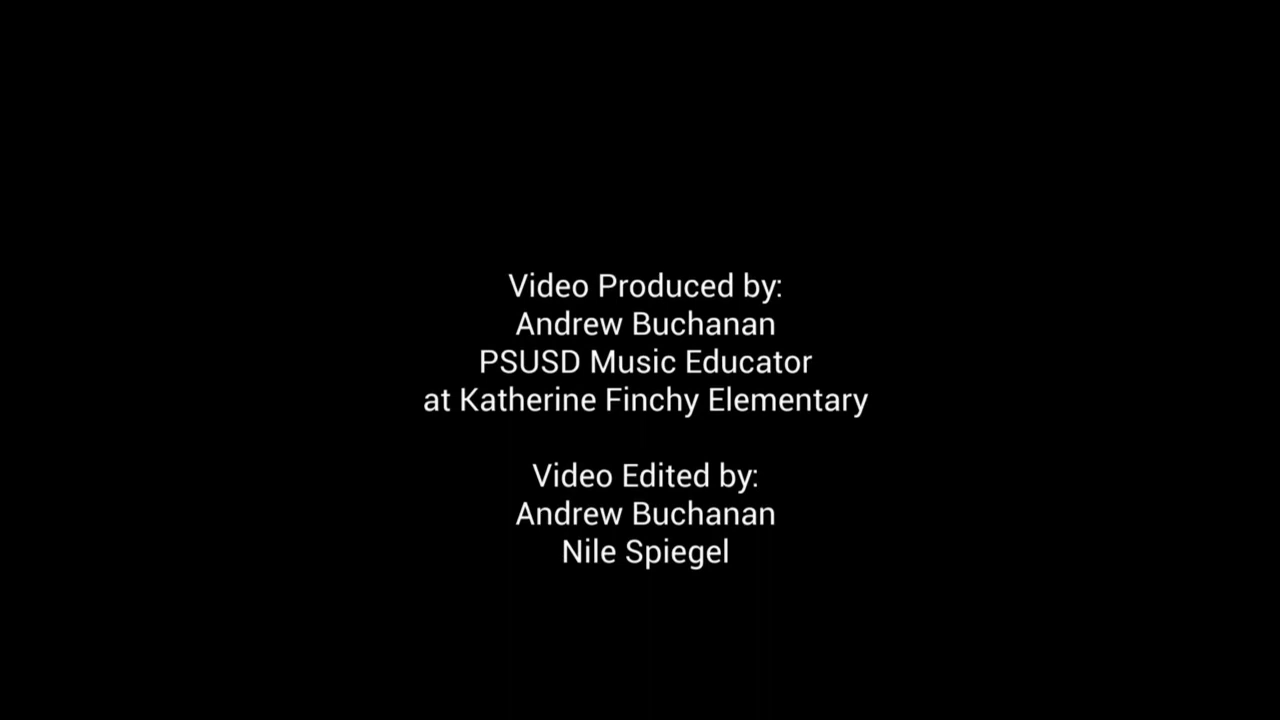 Video Produced by:
Andrew Buchanan
PSUSD Music Educator
at Katherine Finchy Elementary
Video Edited by:
Andrew Buchanan
Nile Spiegel